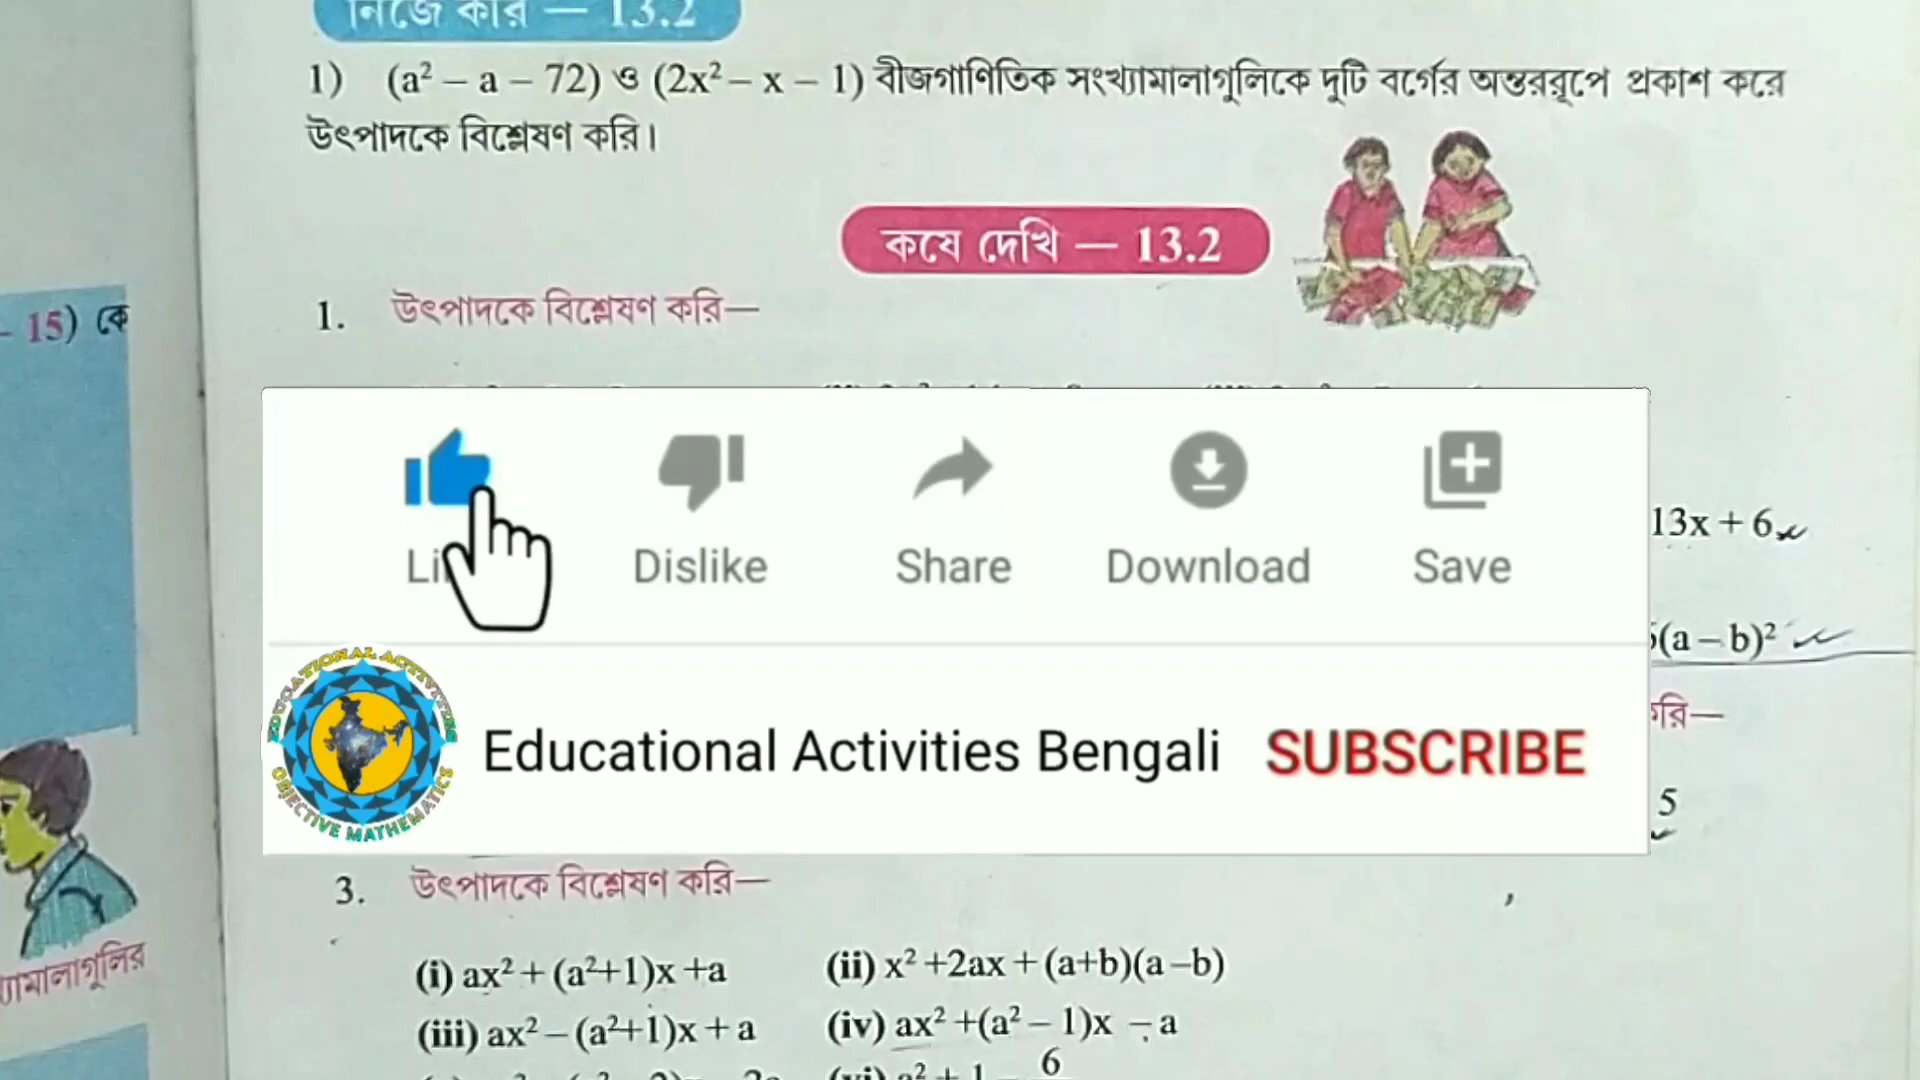 নিজে করি — 13.2
1) (a² – a – 72) ও (2x² – x – 1) বীজগাণিতিক সংখ্যামালাগুলিকে দুটি বর্গের অন্তররূপে প্রকাশ করে
উৎপাদকে বিশ্লেষণ করি।
কষে দেখি — 13.2
– 15) কে
1. উৎপাদকে বিশ্লেষণ করি—
13x + 6
Dislike Share Download Save
(a – b)²
রি—
EDUCATIONAL ACTIVITIES
OBJECTIVE MATHEMATICS
Educational Activities Bengali SUBSCRIBE
5
3. উৎপাদকে বিশ্লেষণ করি—
(i) ax² + (a²+1)x +a (ii) x² +2ax + (a+b)(a –b)
(iii) ax² – (a²+1)x + a (iv) ax² +(a² – 1)x – a
6